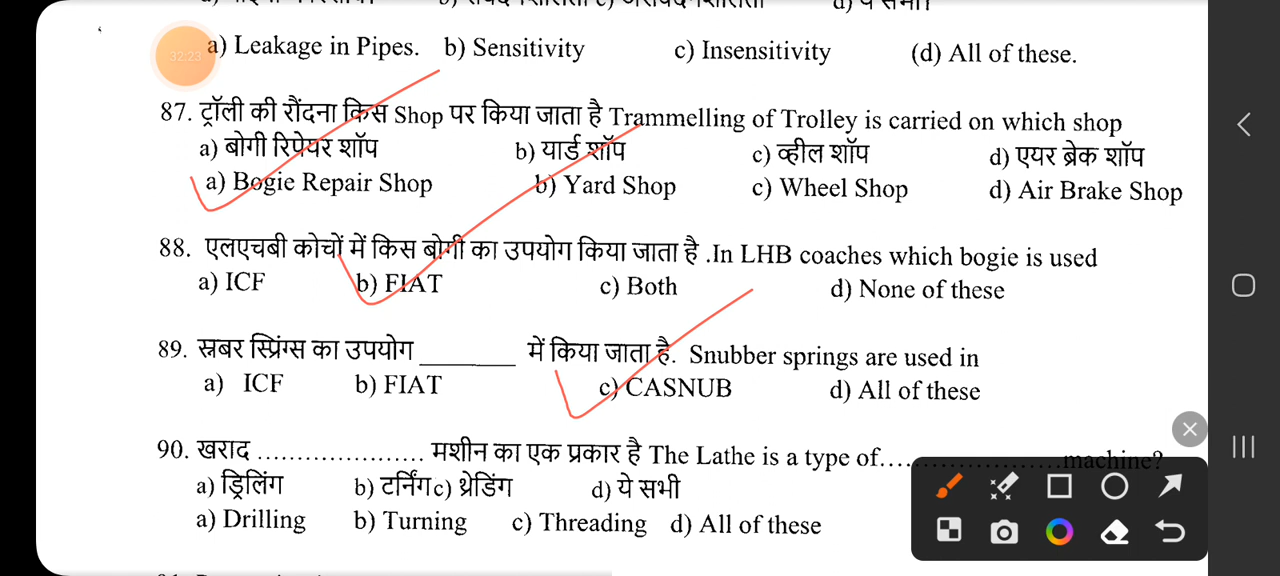 a) Leakage in Pipes. b) Sensitivity c) Insensitivity (d) All of these.
32:23
87. ट्रॉली की रौंदना किस Shop पर किया जाता है Trammelling of Trolley is carried on which shop
a) बोगी रिपेयर शॉप b) यार्ड शॉप c) व्हील शॉप d) एयर ब्रेक शॉप
a) Bogie Repair Shop b) Yard Shop c) Wheel Shop d) Air Brake Shop
88. एलएचबी कोचों में किस बोगी का उपयोग किया जाता है .In LHB coaches which bogie is used
a) ICF b) FIAT c) Both d) None of these
89. स्नबर स्प्रिंग्स का उपयोग ________ में किया जाता है. Snubber springs are used in
a) ICF b) FIAT c) CASNUB d) All of these
90. खराद ..................... मशीन का एक प्रकार है The Lathe is a type of......................machine?
a) ड्रिलिंग b) टर्निंग c) थ्रेडिंग d) ये सभी
a) Drilling b) Turning c) Threading d) All of these